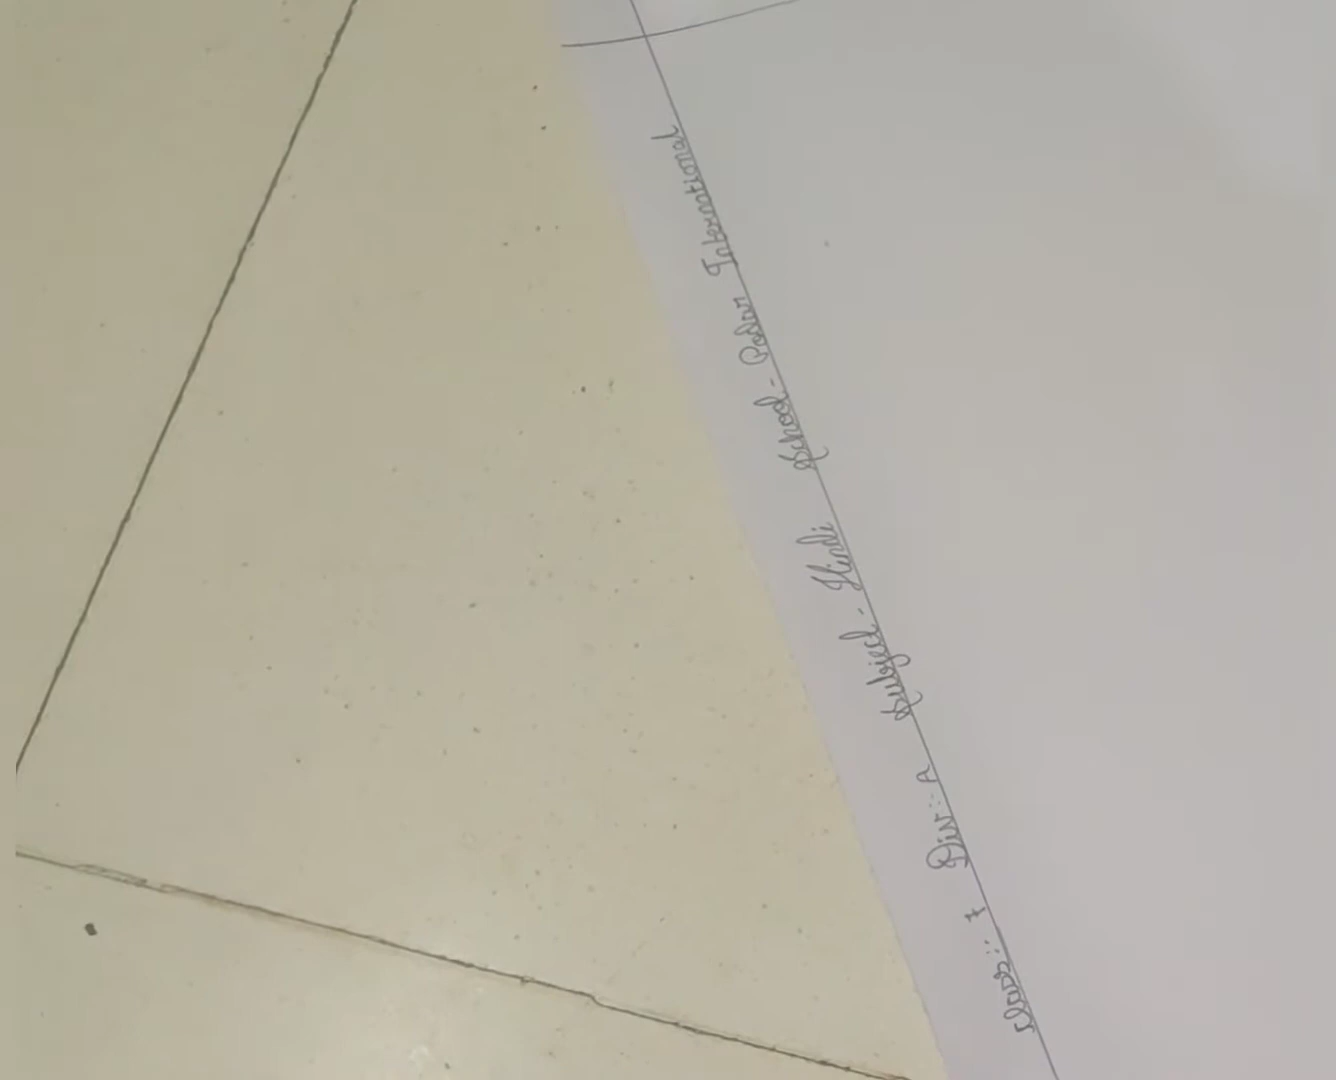 Class:- 7 Div:- A Subject - Hindi School - Podar International